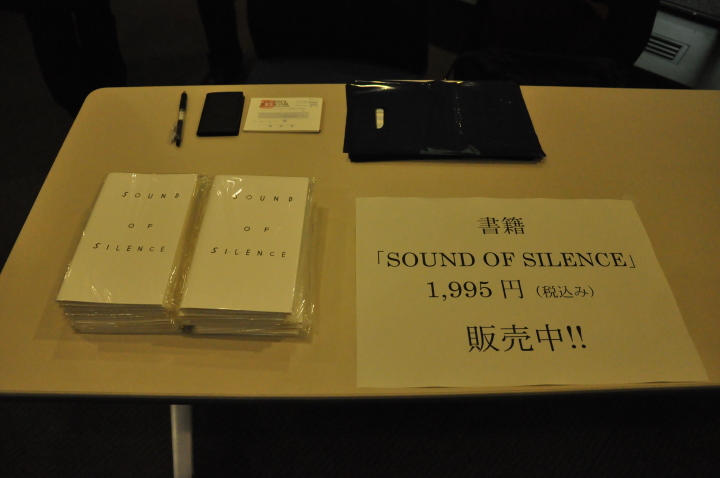 SOUND
OF
SILENCE
SOUND
OF
SILENCE
書籍
「SOUND OF SILENCE」
1,995 円（税込み）
販売中!!